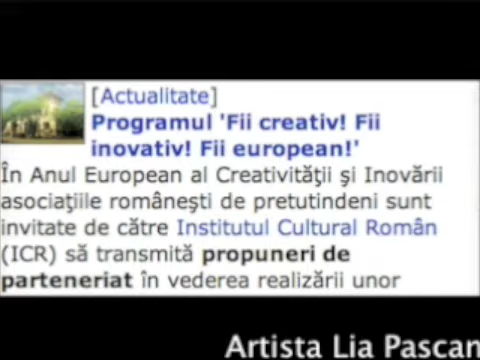 [Actualitate]
Programul 'Fii creativ! Fii
inovativ! Fii european!'
În Anul European al Creativităţii şi Inovării
asociaţiile româneşti de pretutindeni sunt
invitate de către Institutul Cultural Român
(ICR) să transmită propuneri de
parteneriat în vederea realizării unor
Artista Lia Pascan